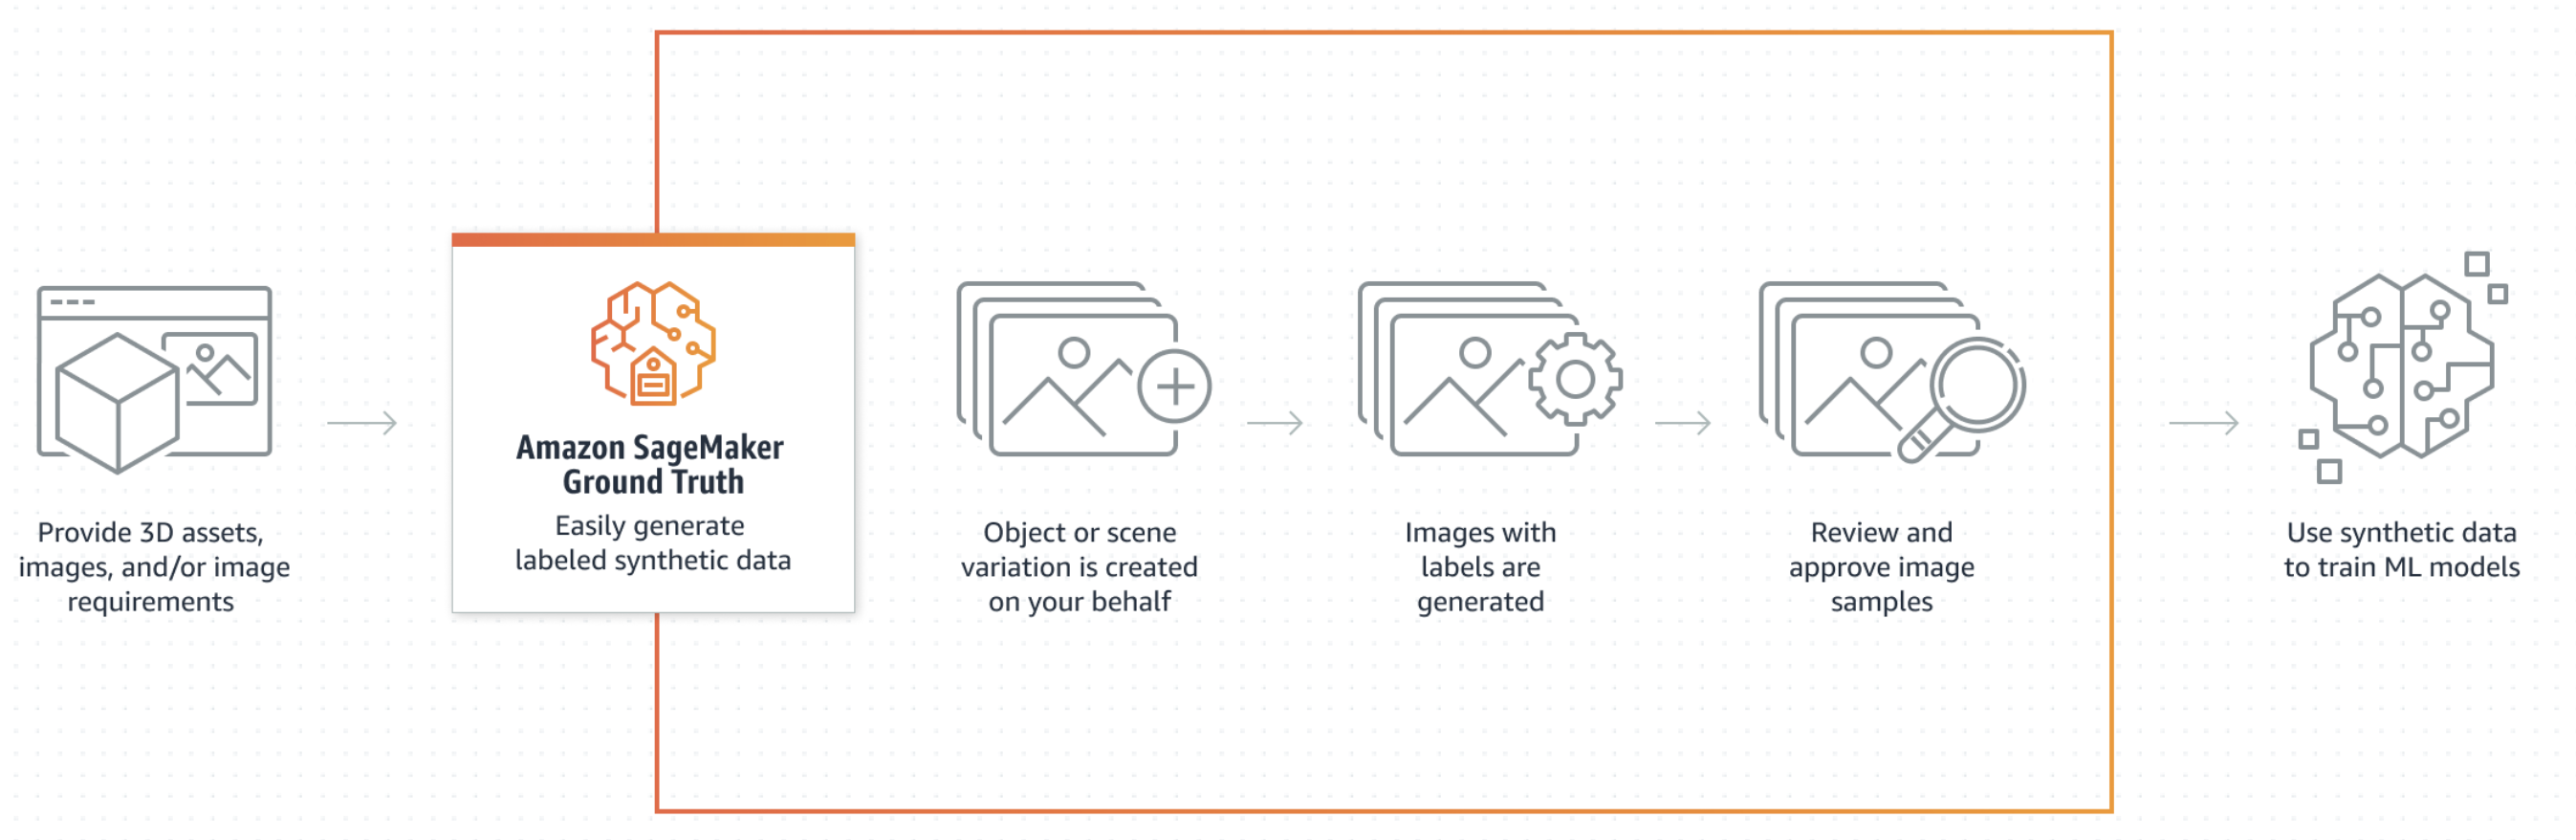 Provide 3D assets,
images, and/or image
requirements
Amazon SageMaker
Ground Truth
Easily generate
labeled synthetic data
Object or scene
variation is created
on your behalf
Images with
labels are
generated
Review and
approve image
samples
Use synthetic data
to train ML models